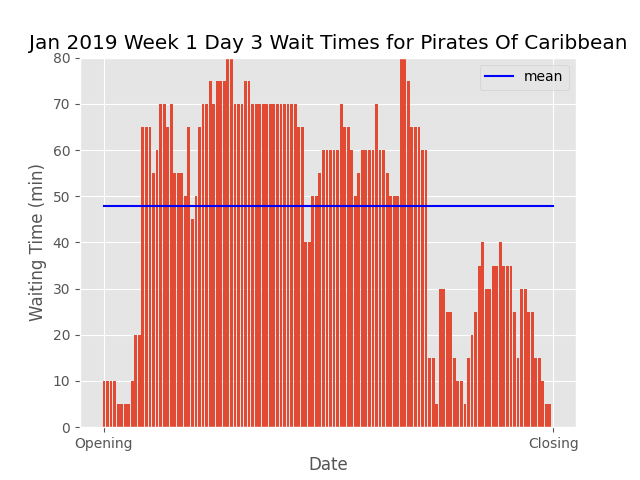 Jan 2019 Week 1 Day 3 Wait Times for Pirates Of Caribbean
mean
80
70
60
50
40
30
20
10
0
Waiting Time (min)
Opening
Closing
Date